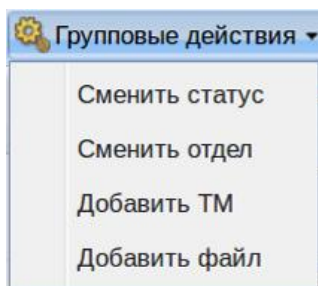 Групповые действия
Сменить статус
Сменить отдел
Добавить ТМ
Добавить файл